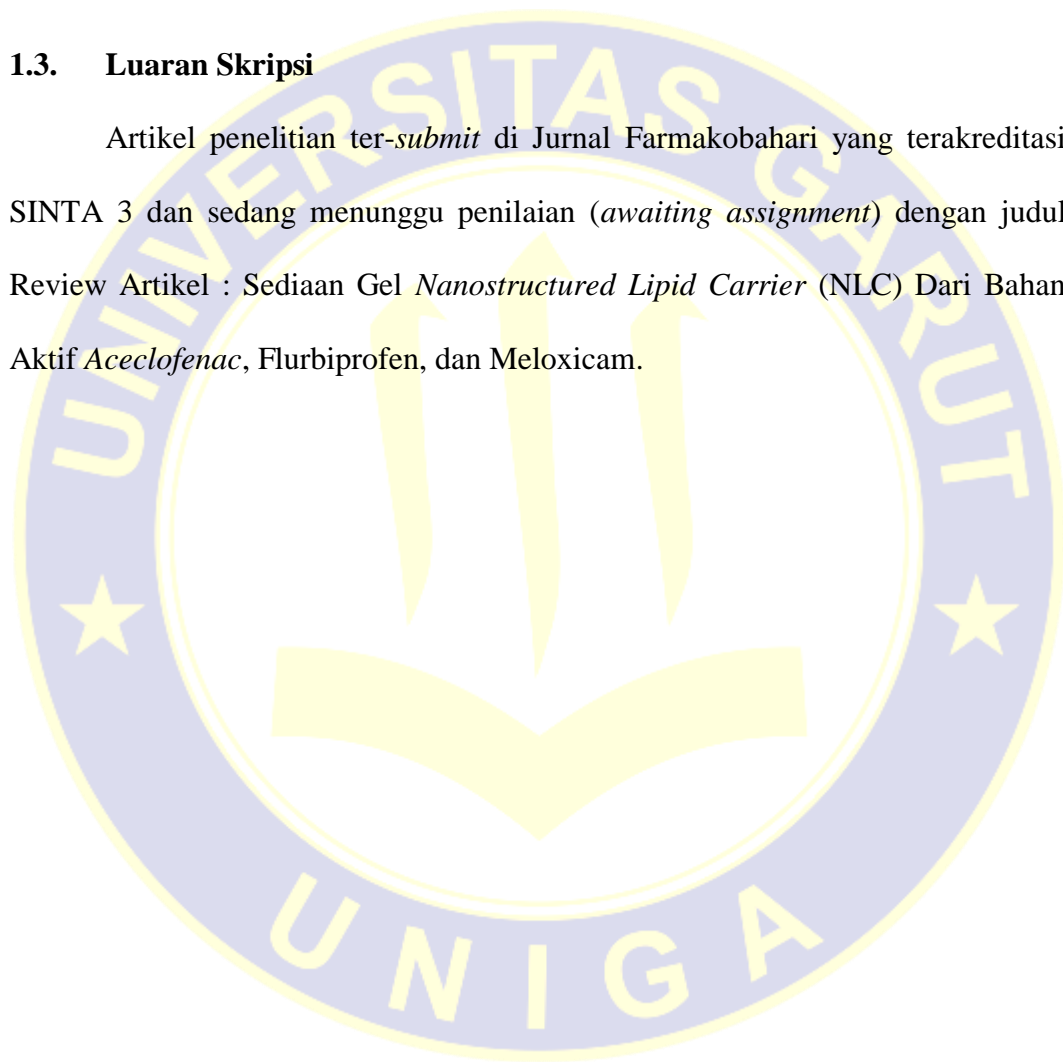 1.3. Luaran Skripsi
Artikel penelitian ter-submit di Jurnal Farmakobahari yang terakreditasi
SINTA 3 dan sedang menunggu penilaian (awaiting assignment) dengan judul
Review Artikel : Sediaan Gel Nanostructured Lipid Carrier (NLC) Dari Bahan
Aktif Aceclofenac, Flurbiprofen, dan Meloxicam.
UNIVERSITAS GARUT
UNIGA